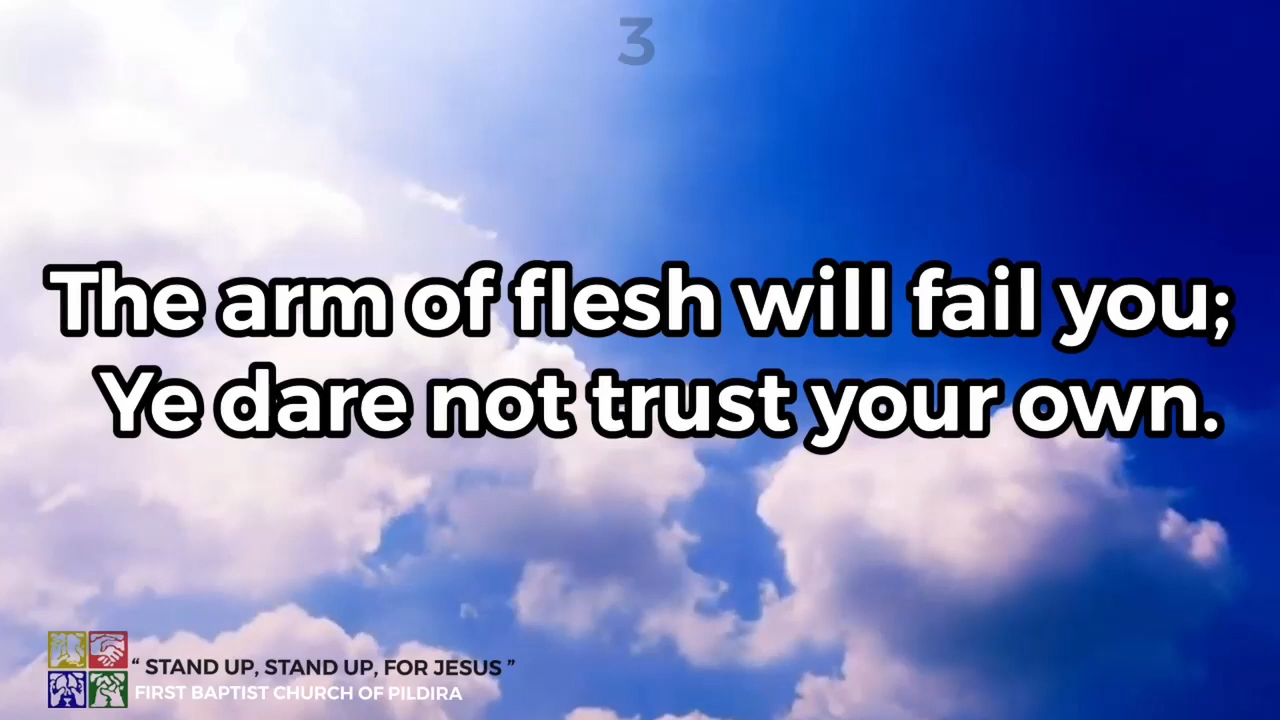 3
The arm of flesh will fail you;
Ye dare not trust your own.
“ STAND UP, STAND UP, FOR JESUS ”
FIRST BAPTIST CHURCH OF PILDIRA